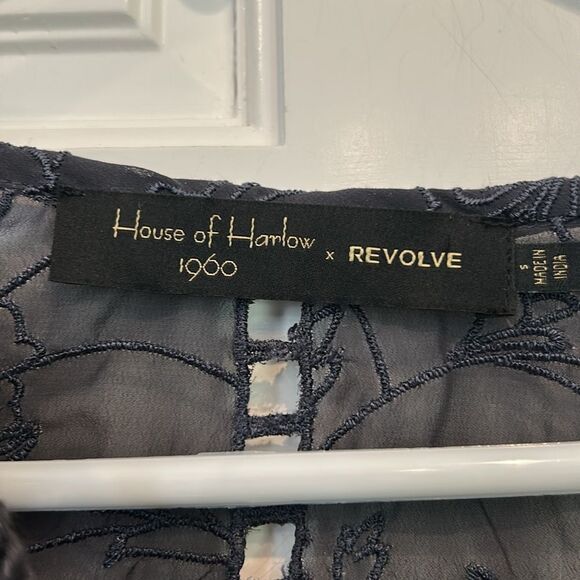 House of Harlow x REVOLVE
1960
S
MADE IN
INDIA